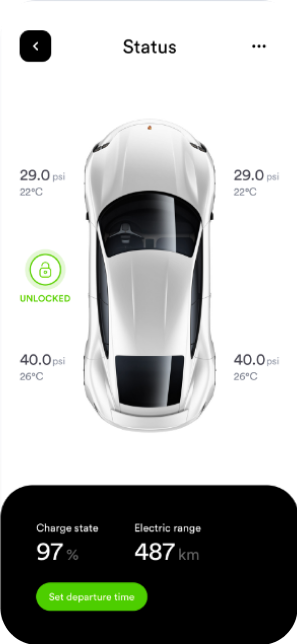 Status
29.0 psi
22°C
29.0 psi
22°C
UNLOCKED
40.0 psi
26°C
40.0 psi
26°C
Charge state
97 %
Electric range
487 km
Set departure time